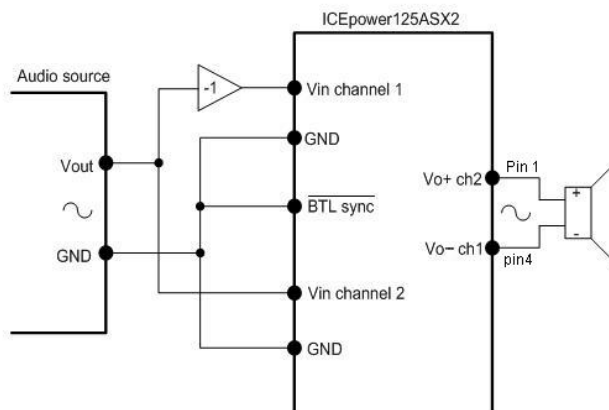 ICEpower125ASX2
Audio source
-1
Vin channel 1
GND
Vout
Pin 1
Vo+ ch2
+
BTL sync
GND
Vo− ch1
-
pin4
Vin channel 2
GND